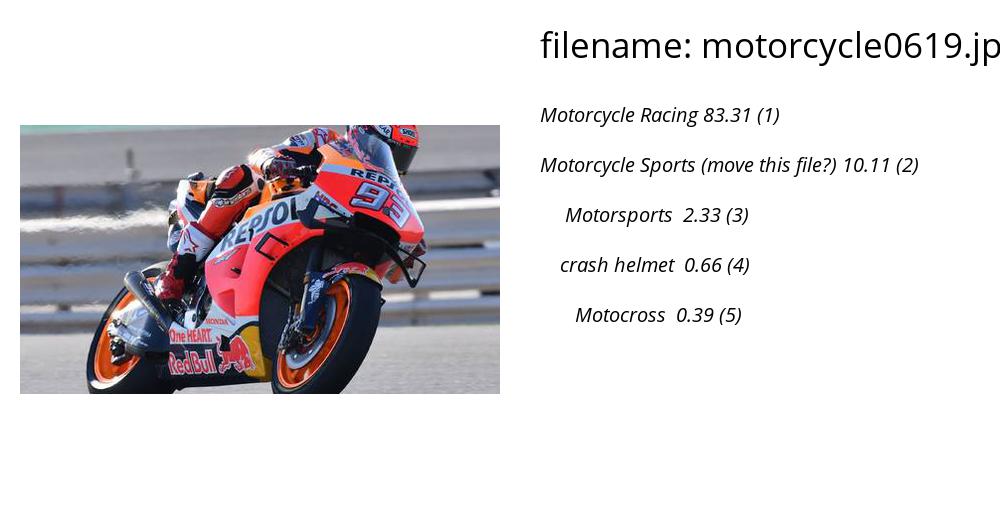 filename: motorcycle0619.jp
Motorcycle Racing 83.31 (1)
Motorcycle Sports (move this file?) 10.11 (2)
Motorsports 2.33 (3)
crash helmet 0.66 (4)
Motocross 0.39 (5)
SHOEI
REPSOL
93
REPSOL
HONDA
One HEART.
Red Bull